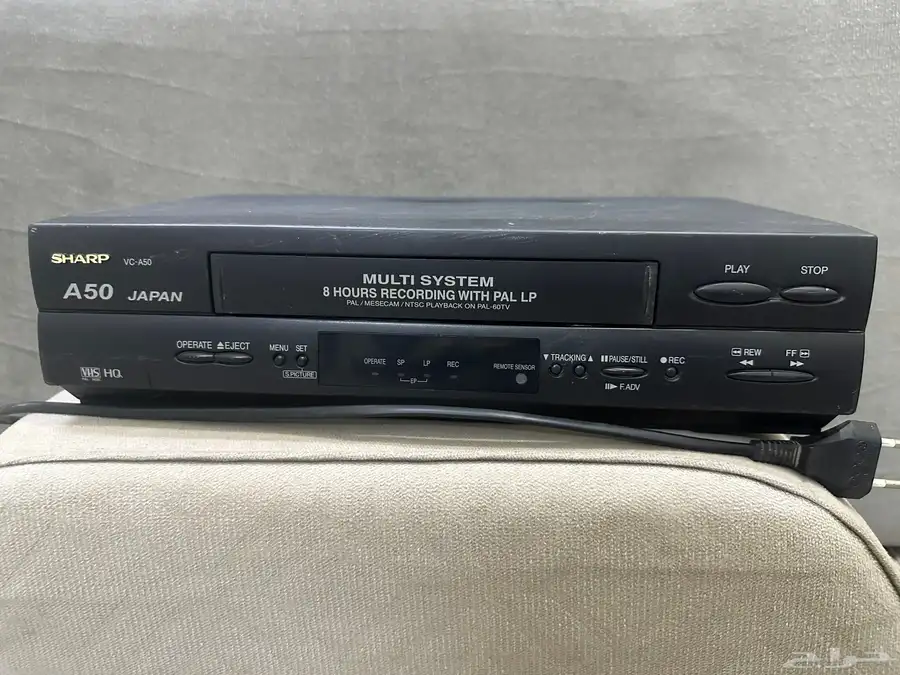 SHARP VC-A50
A50 JAPAN
MULTI SYSTEM
8 HOURS RECORDING WITH PAL LP
PAL / MESECAM / NTSC PLAYBACK ON PAL-60TV
PLAY STOP
OPERATE ⏏EJECT MENU SET
S.PICTURE
VHS HQ
OPERATE SP LP REC
EP
REMOTE SENSOR
▼ TRACKING ▲ ❚❚PAUSE/STILL ●REC
❚❚▶ F.ADV
REW FF
◀◀ ▶▶
حراج